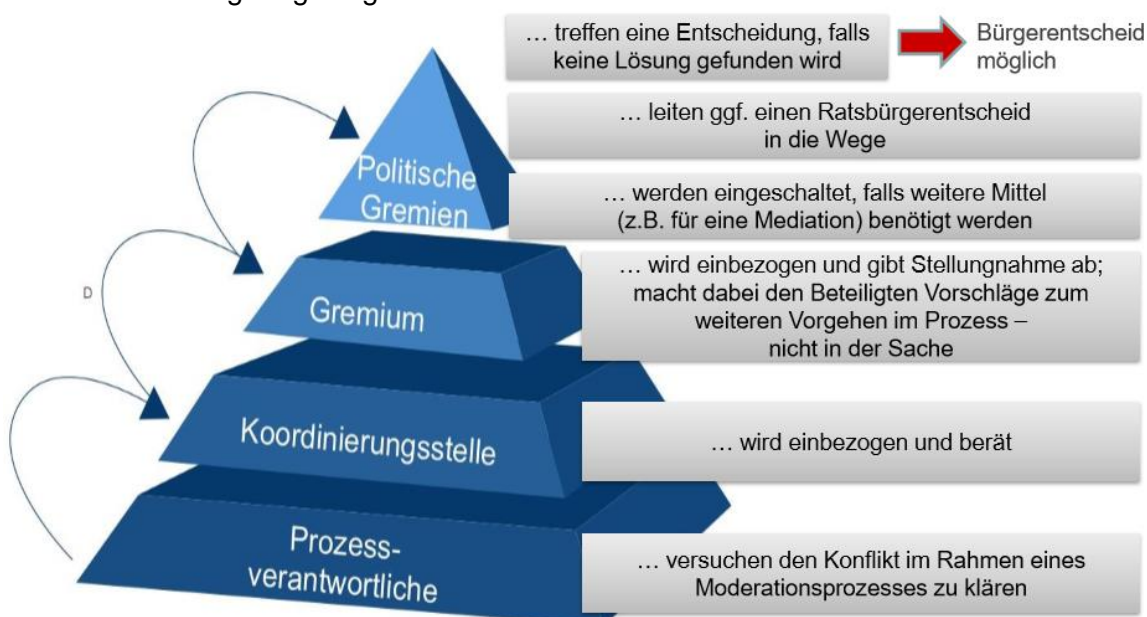 … treffen eine Entscheidung, falls
keine Lösung gefunden wird
Bürgerentscheid
möglich
… leiten ggf. einen Ratsbürgerentscheid
in die Wege
Politische
Gremien
… werden eingeschaltet, falls weitere Mittel
(z.B. für eine Mediation) benötigt werden
D
Gremium
… wird einbezogen und gibt Stellungnahme ab;
macht dabei den Beteiligten Vorschläge zum
weiteren Vorgehen im Prozess –
nicht in der Sache
Koordinierungsstelle
… wird einbezogen und berät
Prozess-
verantwortliche
… versuchen den Konflikt im Rahmen eines
Moderationsprozesses zu klären